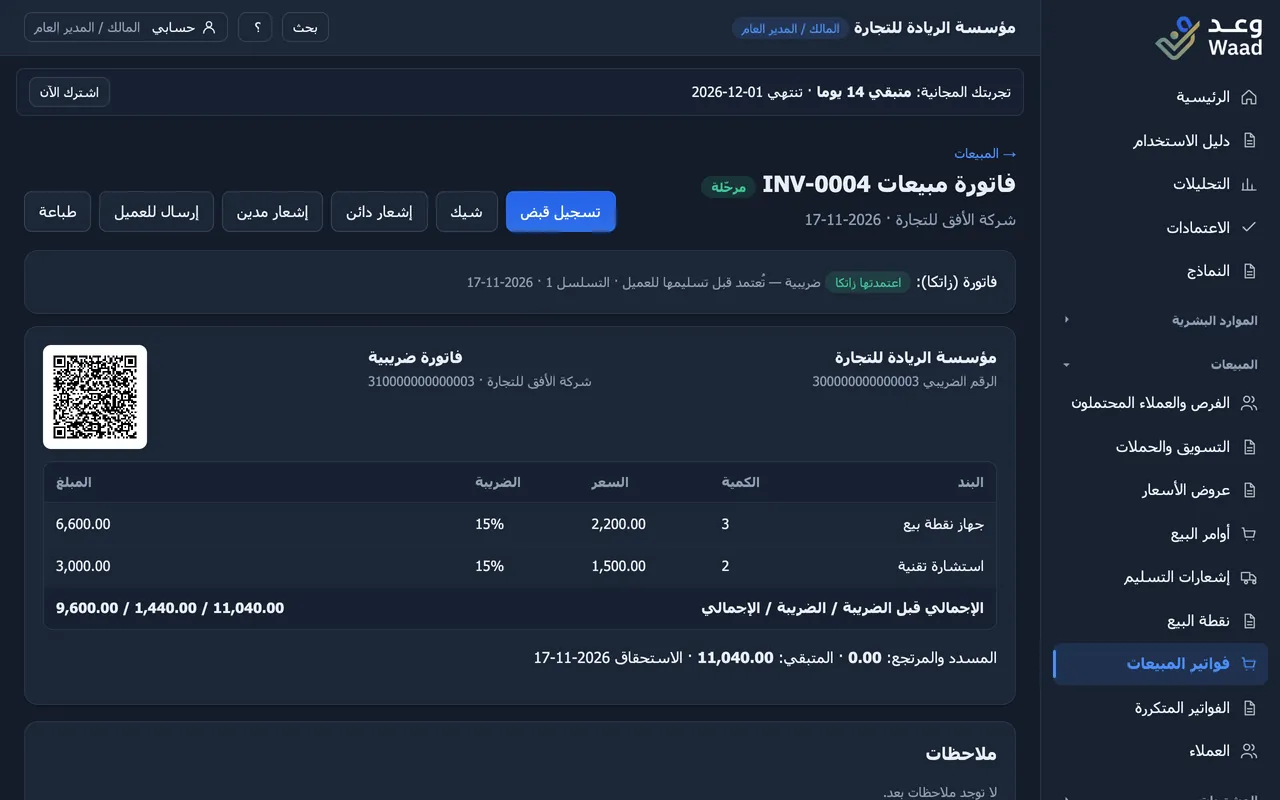 وعد
Waad
الرئيسية
دليل الاستخدام
التحليلات
الاعتمادات
النماذج
الموارد البشرية
المبيعات
الفرص والعملاء المحتملون
التسويق والحملات
عروض الأسعار
أوامر البيع
إشعارات التسليم
نقطة البيع
فواتير المبيعات
الفواتير المتكررة
العملاء
مؤسسة الريادة للتجارة المالك / المدير العام
بحث
؟
حسابي المالك / المدير العام
تجربتك المجانية: متبقي 14 يوما · تنتهي 2026-12-01
اشترك الآن
→ المبيعات
فاتورة مبيعات INV-0004 مرحّلة
شركة الأفق للتجارة · 2026-11-17
تسجيل قبض
شيك
إشعار دائن
إشعار مدين
إرسال للعميل
طباعة
فاتورة (زاتكا): اعتمدتها زاتكا ضريبية — تُعتمد قبل تسليمها للعميل · التسلسل 1 · 2026-11-17
مؤسسة الريادة للتجارة
الرقم الضريبي 300000000000003
فاتورة ضريبية
شركة الأفق للتجارة · 310000000000003
البند الكمية السعر الضريبة المبلغ
جهاز نقطة بيع 3 2,200.00 15% 6,600.00
استشارة تقنية 2 1,500.00 15% 3,000.00
الإجمالي قبل الضريبة / الضريبة / الإجمالي 9,600.00 / 1,440.00 / 11,040.00
المسدد والمرتجع: 0.00 · المتبقي: 11,040.00 · الاستحقاق 2026-11-17
ملاحظات
لا توجد ملاحظات بعد.